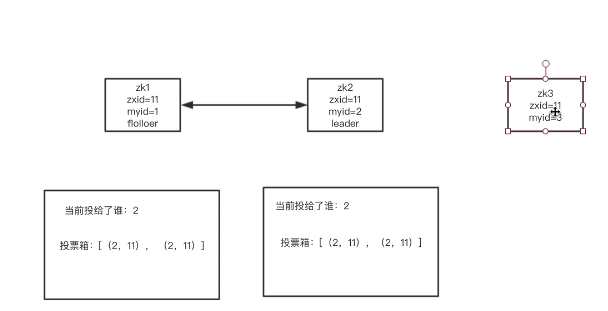 zk1
zxid=11
myid=1
flolloer
zk2
zxid=11
myid=2
leader
zk3
zxid=11
myid=3
当前投给了谁：2
投票箱：[（2，11），（2，11）]
当前投给了谁：2
投票箱：[（2，11），（2，11）]